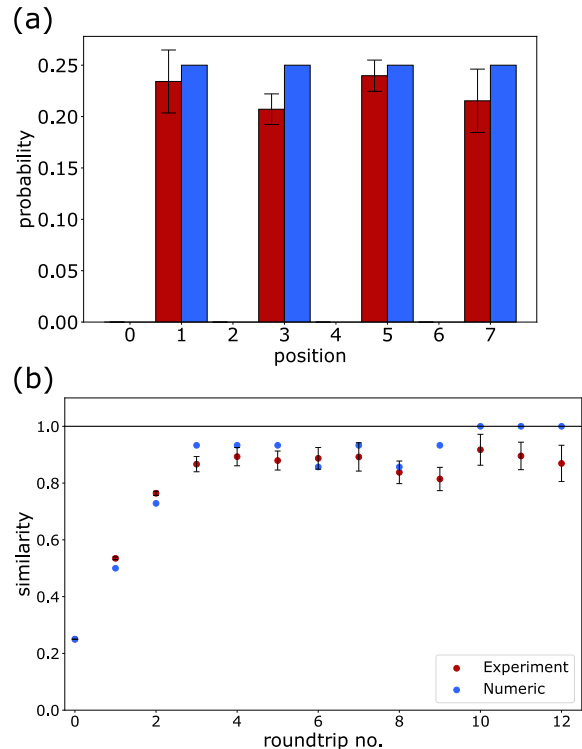 (a)
probability
0.25
0.20
0.15
0.10
0.05
0.00
0 1 2 3 4 5 6 7
position
(b)
similarity
1.0
0.8
0.6
0.4
0.2
0.0
Experiment
Numeric
0 2 4 6 8 10 12
roundtrip no.